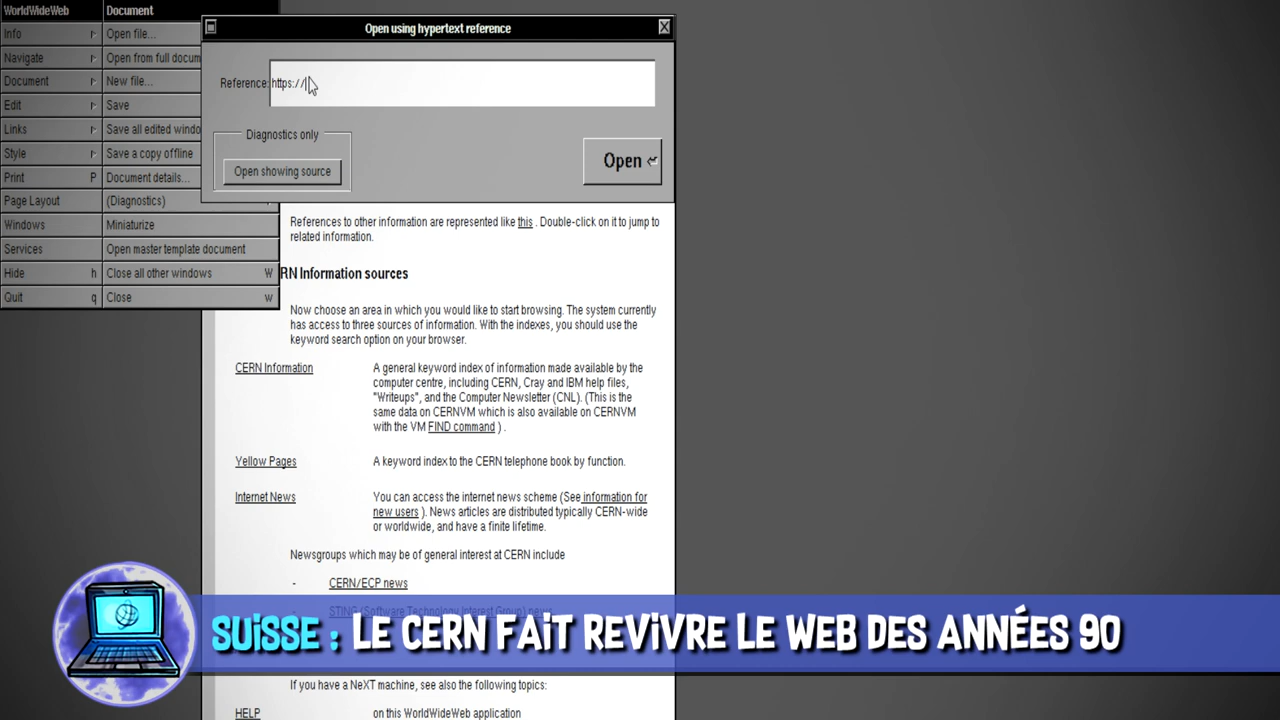 WorldWideWeb
Info
Navigate
Document
Edit
Links
Style
Print P
Page Layout
Windows
Services
Hide h
Quit q
Document
Open file...
Open from full docum
New file...
Save
Save all edited windo
Save a copy offline
Document details...
(Diagnostics)
Miniaturize
Open master template document
Close all other windows W
Close w
Open using hypertext reference
Reference: https://
Diagnostics only
Open showing source
Open
References to other information are represented like this . Double-click on it to jump to
related information.
RN Information sources
Now choose an area in which you would like to start browsing. The system currently
has access to three sources of information. With the indexes, you should use the
keyword search option on your browser.
CERN Information A general keyword index of information made available by the
computer centre, including CERN, Cray and IBM help files,
"Writeups", and the Computer Newsletter (CNL). (This is the
same data on CERNVM which is also available on CERNVM
with the VM FIND command ) .
Yellow Pages A keyword index to the CERN telephone book by function.
Internet News You can access the internet news scheme (See information for
new users ). News articles are distributed typically CERN-wide
or worldwide, and have a finite lifetime.
Newsgroups which may be of general interest at CERN include
- CERN/ECP news
- STING (Software Technology Interest Group) news
SUISSE : LE CERN FAIT REVIVRE LE WEB DES ANNÉES 90
If you have a NeXT machine, see also the following topics:
HELP on this WorldWideWeb application